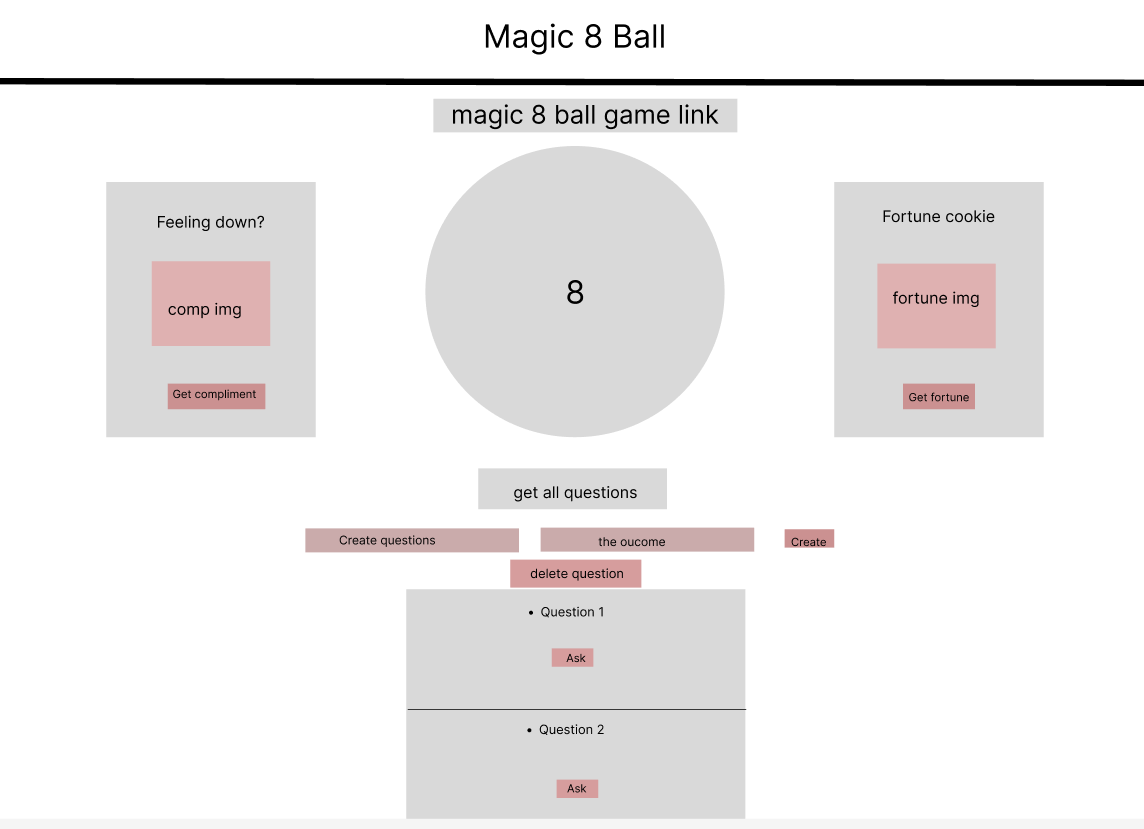 Magic 8 Ball
magic 8 ball game link
Feeling down?
comp img
Get compliment
8
Fortune cookie
fortune img
Get fortune
get all questions
Create questions
the oucome
Create
delete question
• Question 1
Ask
• Question 2
Ask